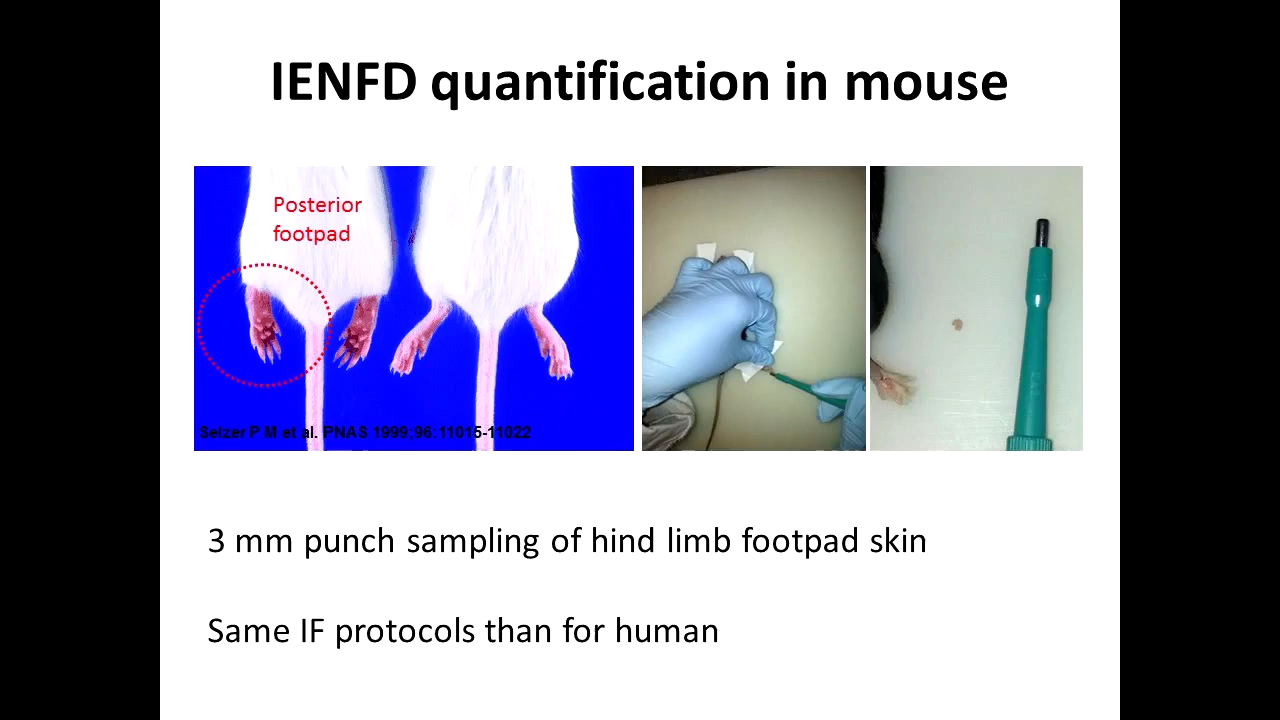 IENFD quantification in mouse
Posterior
footpad
Setzer P M et al. PNAS 1999;96:11015-11022
3 mm punch sampling of hind limb footpad skin
Same IF protocols than for human